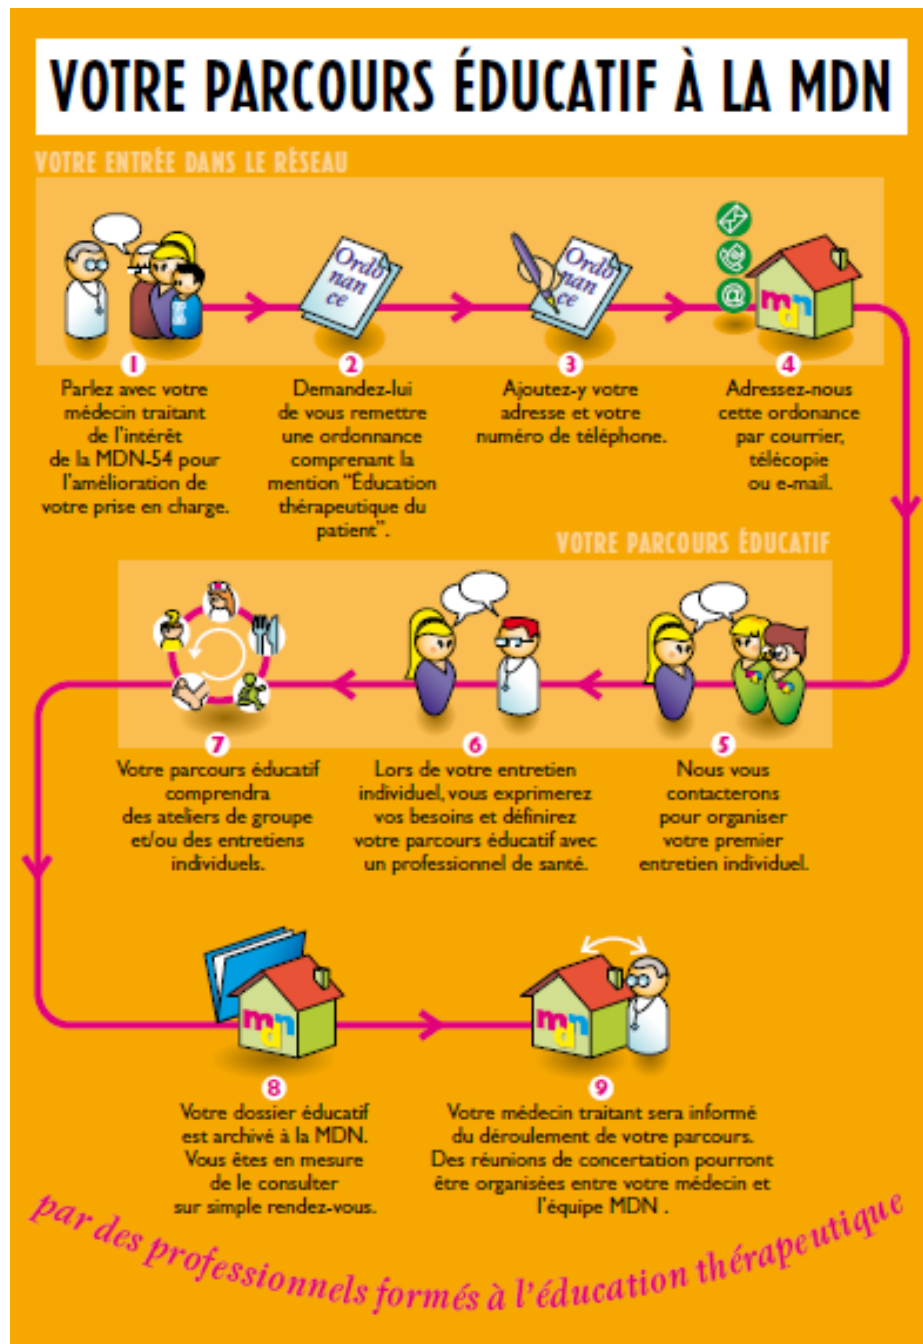 VOTRE PARCOURS ÉDUCATIF À LA MDN
VOTRE ENTRÉE DANS LE RÉSEAU
Ordo
nan
ce
Ordo
nan
ce
@
mdn
1
Parlez avec votre
médecin traitant
de l'intérêt
de la MDN-54 pour
l'amélioration de
votre prise en charge.
2
Demandez-lui
de vous remettre
une ordonnance
comprenant la
mention "Éducation
thérapeutique du
patient".
3
Ajoutez-y votre
adresse et votre
numéro de téléphone.
4
Adressez-nous
cette ordonance
par courrier,
télécopie
ou e-mail.
VOTRE PARCOURS ÉDUCATIF
5
Nous vous
contacterons
pour organiser
votre premier
entretien individuel.
6
Lors de votre entretien
individuel, vous exprimerez
vos besoins et définirez
votre parcours éducatif avec
un professionnel de santé.
7
Votre parcours éducatif
comprendra
des ateliers de groupe
et/ou des entretiens
individuels.
mdn
8
Votre dossier éducatif
est archivé à la MDN.
Vous êtes en mesure
de le consulter
sur simple rendez-vous.
mdn
9
Votre médecin traitant sera informé
du déroulement de votre parcours.
Des réunions de concertation pourront
être organisées entre votre médecin et
l'équipe MDN .
par des professionnels formés à l'éducation thérapeutique